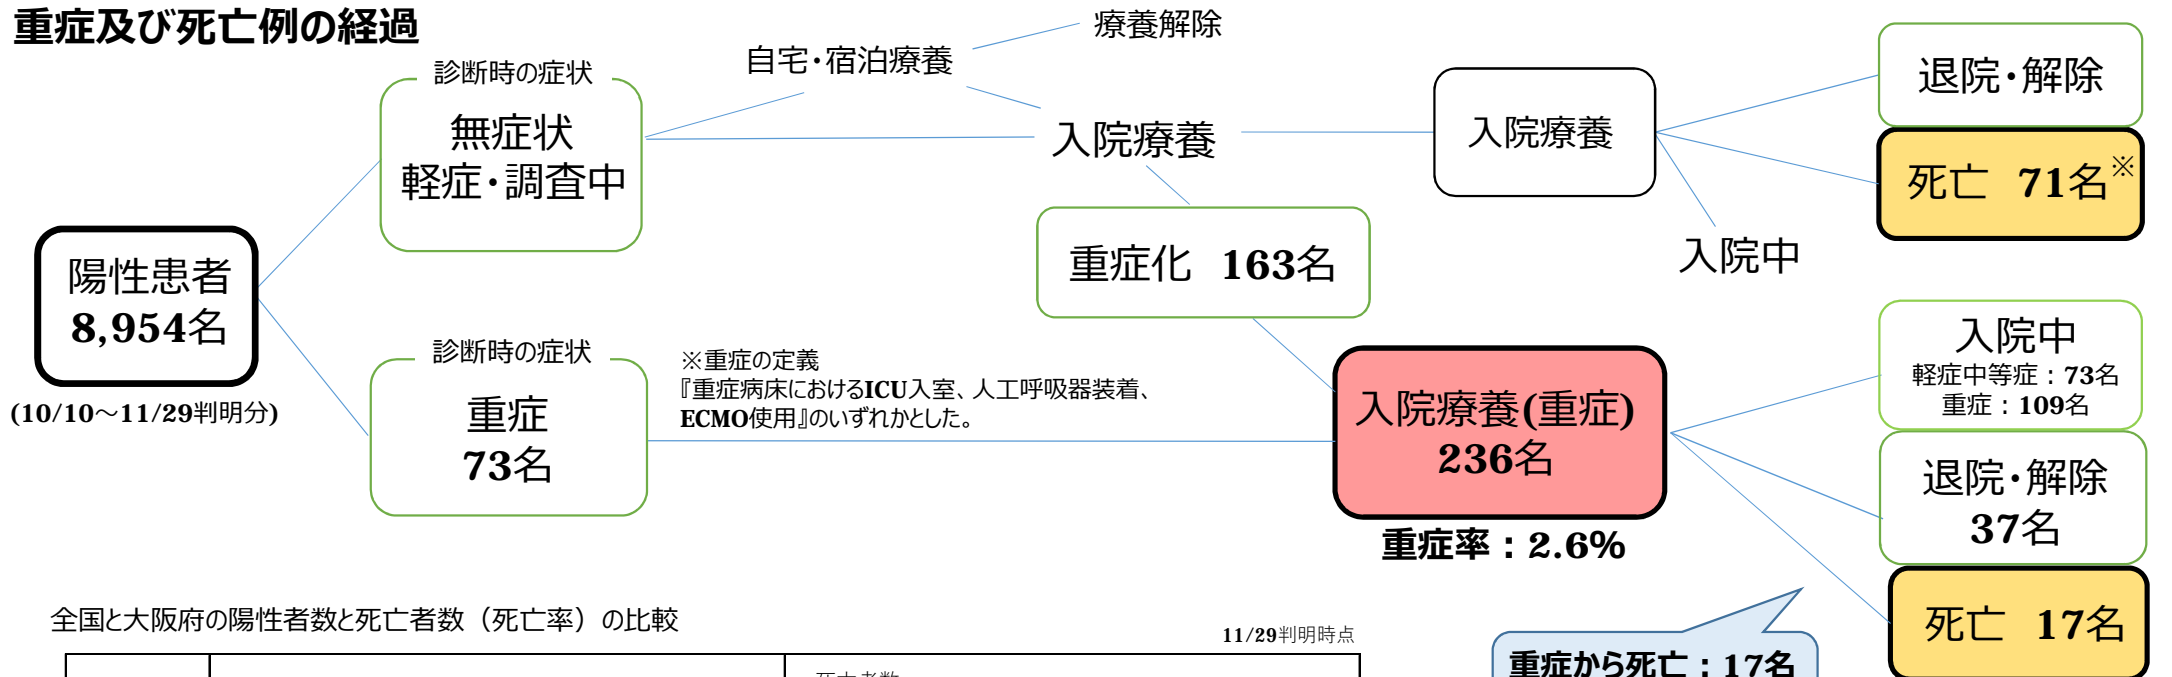 重症及び死亡例の経過
療養解除
自宅・宿泊療養
診断時の症状
無症状
軽症・調査中
入院療養
入院療養
退院・解除
死亡 71名※
入院中
重症化 163名
陽性患者
8,954名
(10/10～11/29判明分)
診断時の症状
重症
73名
※重症の定義
『重症病床におけるICU入室、人工呼吸器装着、
ECMO使用』のいずれかとした。
入院療養(重症)
236名
重症率：2.6%
入院中
軽症中等症：73名
重症：109名
退院・解除
37名
死亡 17名
重症から死亡：17名
全国と大阪府の陽性者数と死亡者数（死亡率）の比較
11/29判明時点